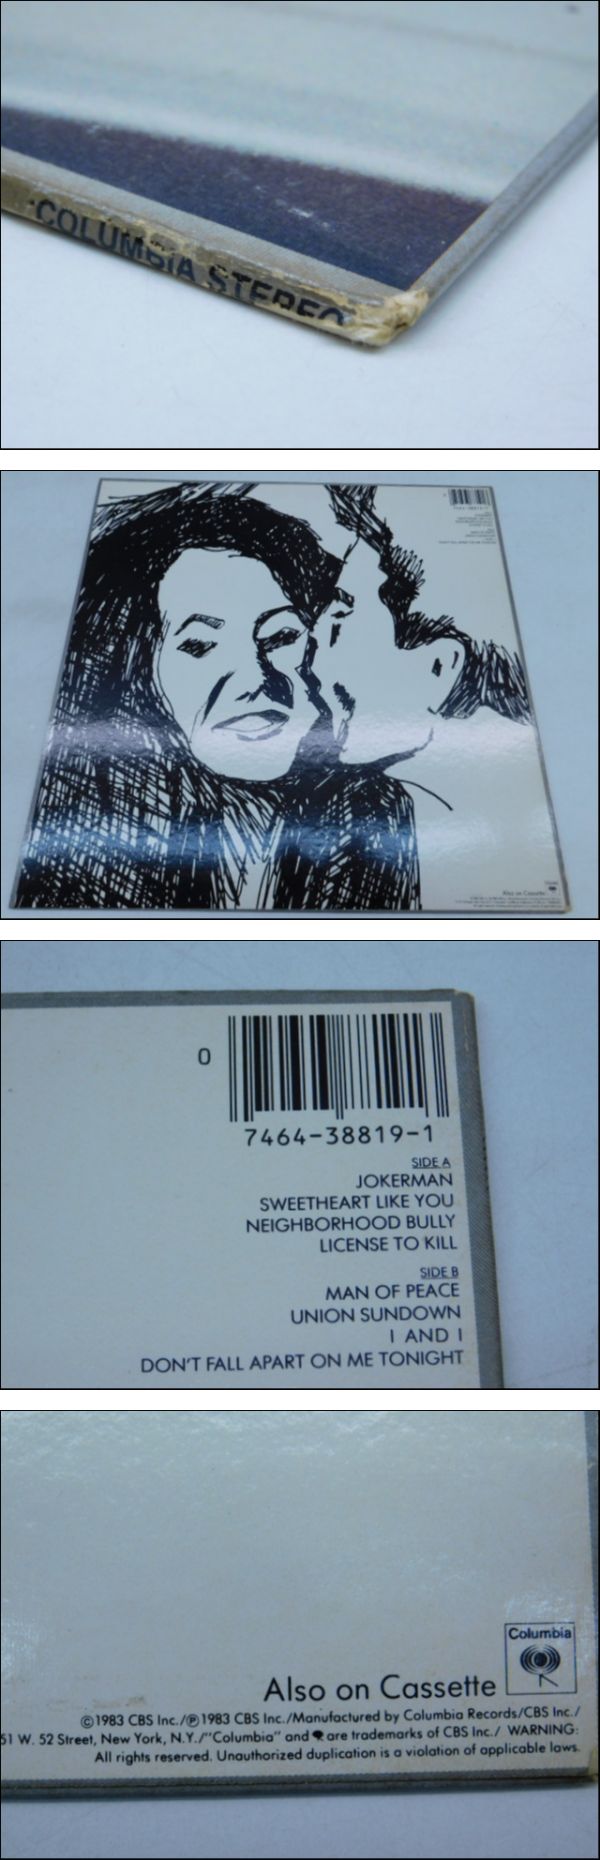 COLUMBIA STEREO
Also on Cassette
0
7464-38819-1
SIDE A
JOKERMAN
SWEETHEART LIKE YOU
NEIGHBORHOOD BULLY
LICENSE TO KILL
SIDE B
MAN OF PEACE
UNION SUNDOWN
I AND I
DON'T FALL APART ON ME TONIGHT
Columbia
Also on Cassette
©1983 CBS Inc./℗1983 CBS Inc./Manufactured by Columbia Records/CBS Inc./
51 W. 52 Street, New York, N.Y./"Columbia" and are trademarks of CBS Inc./ WARNING:
All rights reserved. Unauthorized duplication is a violation of applicable laws.